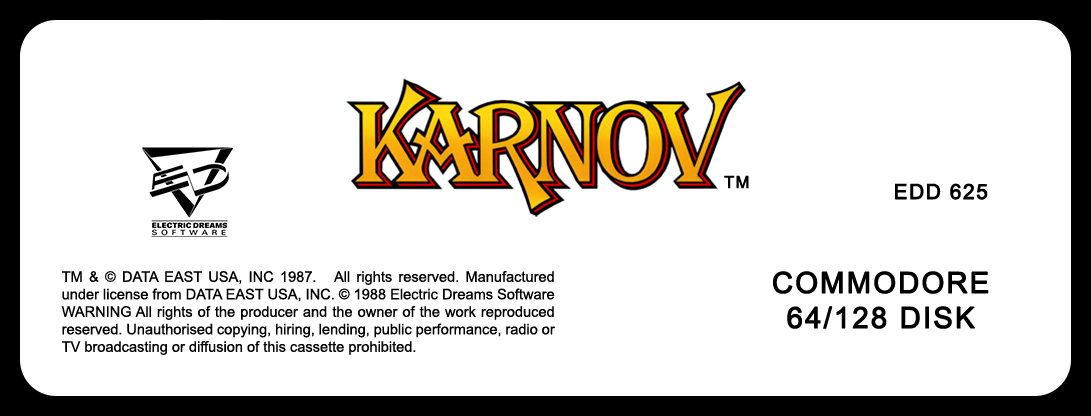 KARNOV TM
ED
ELECTRIC DREAMS
SOFTWARE
EDD 625
TM & © DATA EAST USA, INC 1987. All rights reserved. Manufactured
under license from DATA EAST USA, INC. © 1988 Electric Dreams Software
WARNING All rights of the producer and the owner of the work reproduced
reserved. Unauthorised copying, hiring, lending, public performance, radio or
TV broadcasting or diffusion of this cassette prohibited.
COMMODORE
64/128 DISK